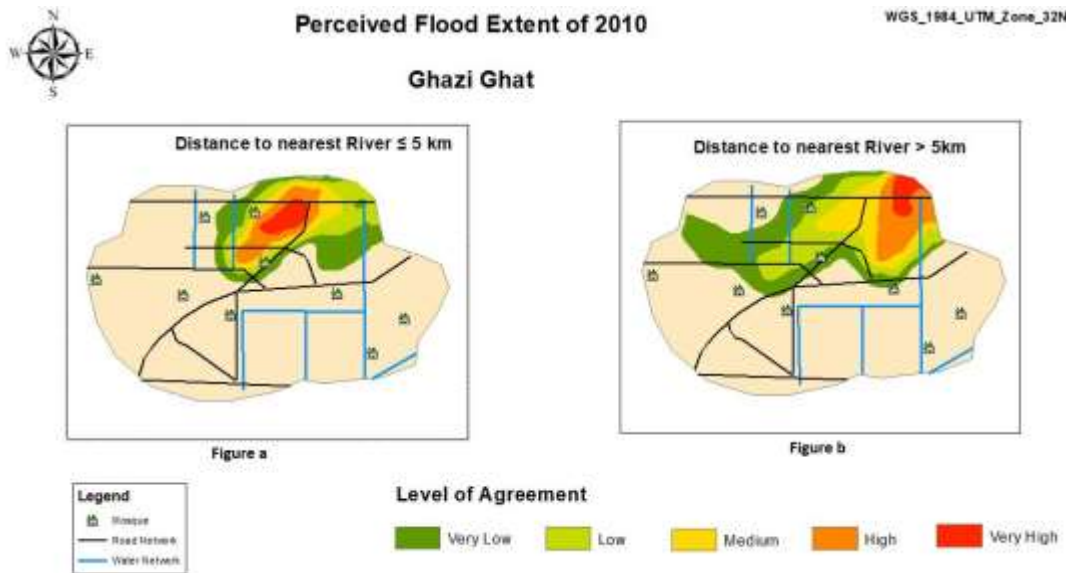 Perceived Flood Extent of 2010
WGS_1984_UTM_Zone_32N
Ghazi Ghat
N
W E
S
Distance to nearest River ≤ 5 km
Distance to nearest River > 5km
Figure a
Figure b
Legend
Mosque
Road Network
Water Network
Level of Agreement
Very Low
Low
Medium
High
Very High